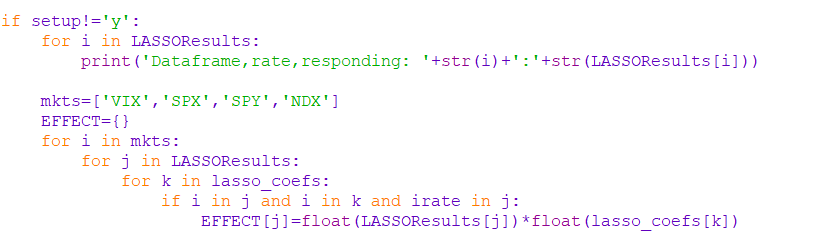 if setup!='y':
    for i in LASSOResults:
        print('Dataframe,rate,responding: '+str(i)+':'+str(LASSOResults[i]))
    mkts=['VIX','SPX','SPY','NDX']
    EFFECT={}
    for i in mkts:
        for j in LASSOResults:
            for k in lasso_coefs:
                if i in j and i in k and irate in j:
                    EFFECT[j]=float(LASSOResults[j])*float(lasso_coefs[k])